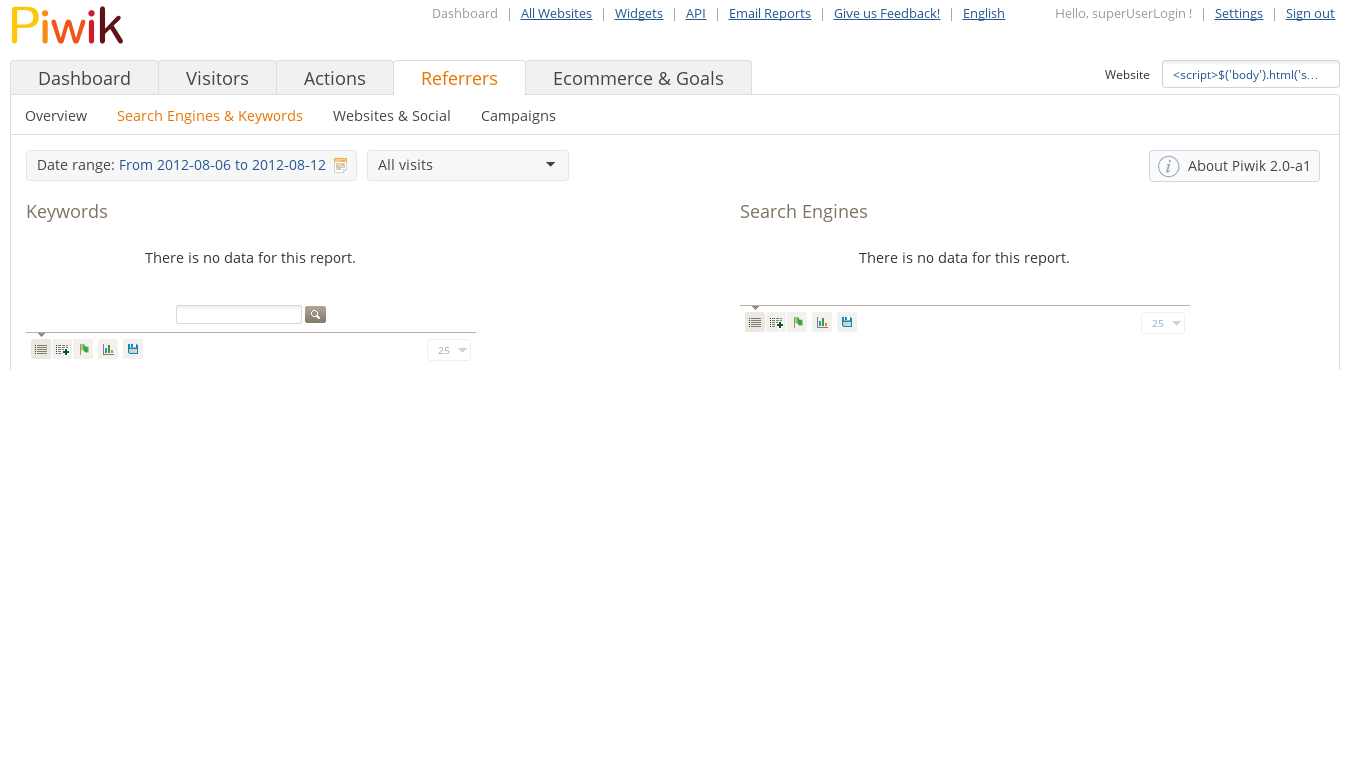 Piwik
Dashboard | All Websites | Widgets | API | Email Reports | Give us Feedback! | English
Hello, superUserLogin ! | Settings | Sign out
Dashboard
Visitors
Actions
Referrers
Ecommerce & Goals
Website
<script>$('body').html('s...
Overview
Search Engines & Keywords
Websites & Social
Campaigns
Date range: From 2012-08-06 to 2012-08-12
All visits
About Piwik 2.0-a1
Keywords
There is no data for this report.
25
Search Engines
There is no data for this report.
25